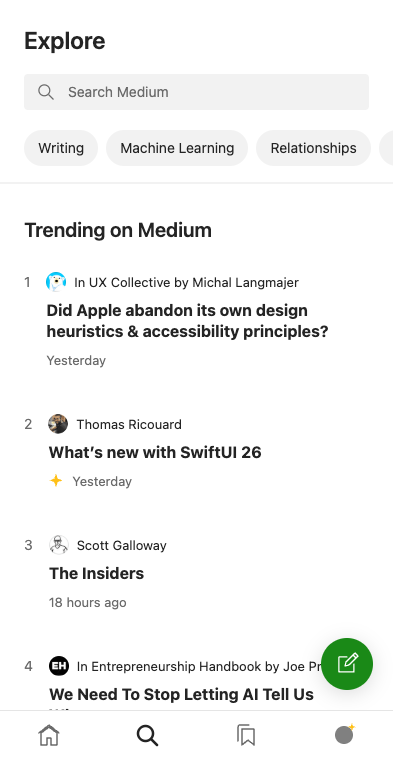 Explore
Search Medium
Writing
Machine Learning
Relationships
Trending on Medium
1
In UX Collective by Michal Langmajer
Did Apple abandon its own design
heuristics & accessibility principles?
Yesterday
2
Thomas Ricouard
What's new with SwiftUI 26
Yesterday
3
Scott Galloway
The Insiders
18 hours ago
4
EH
In Entrepreneurship Handbook by Joe Pr
We Need To Stop Letting AI Tell Us